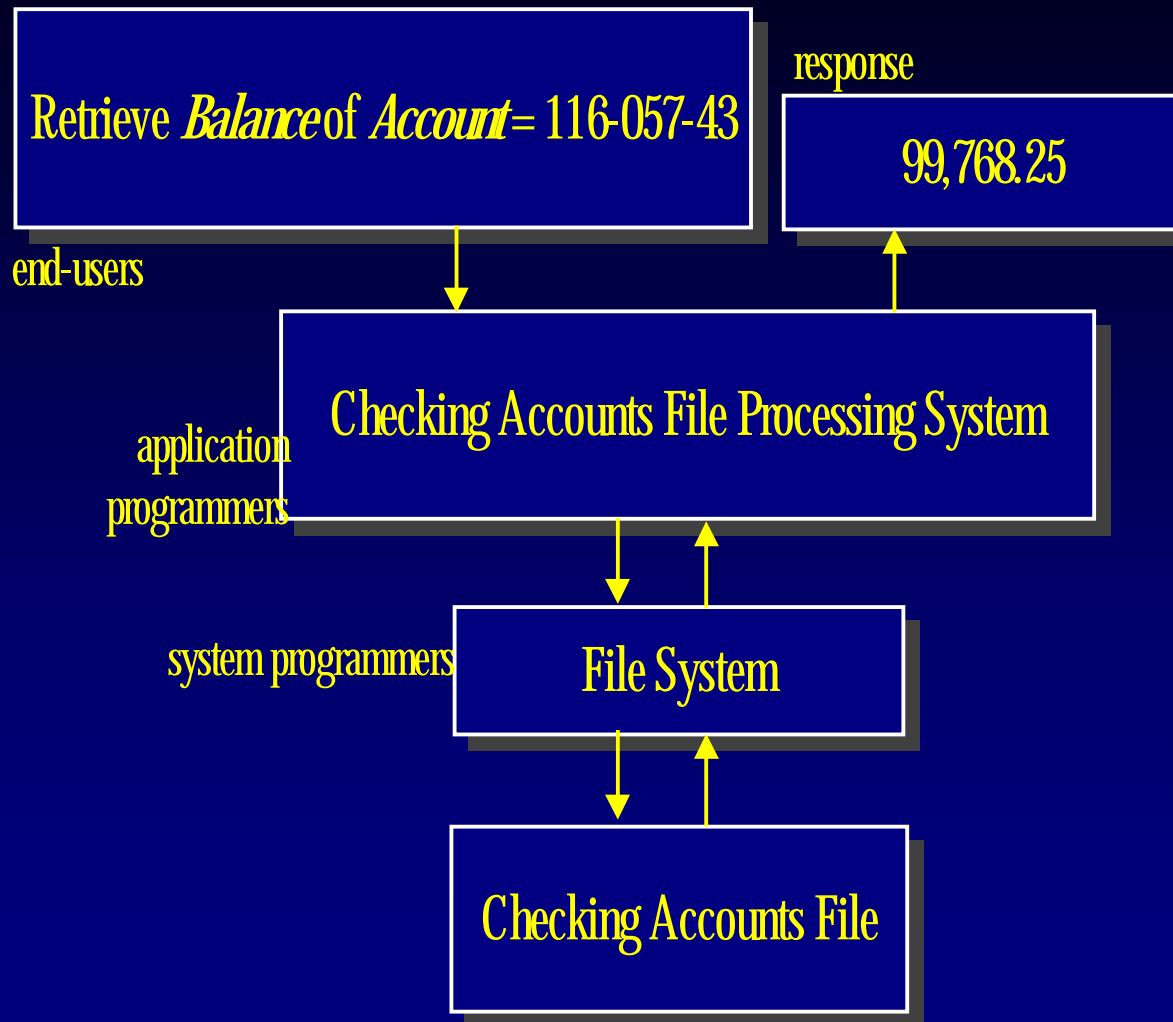 response
Retrieve Balance of Account = 116-057-43
99,768.25
end-users
Checking Accounts File Processing System
application
programmers
system programmers
File System
Checking Accounts File